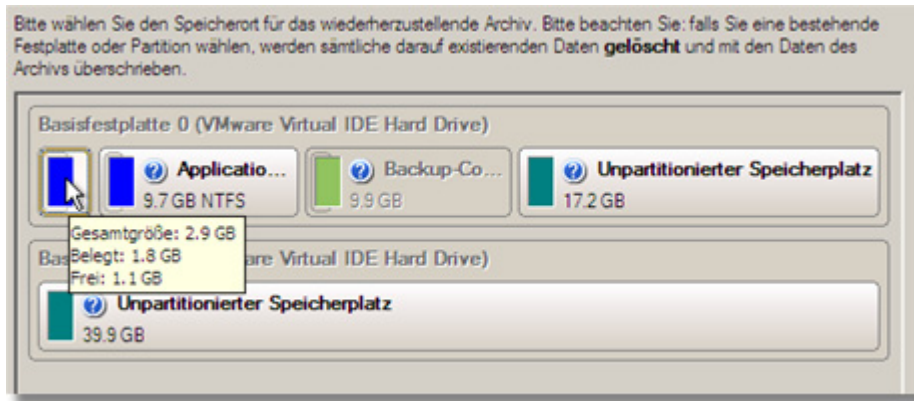 Bitte wählen Sie den Speicherort für das wiederherzustellende Archiv. Bitte beachten Sie: falls Sie eine bestehende
Festplatte oder Partition wählen, werden sämtliche darauf existierenden Daten gelöscht und mit den Daten des
Archivs überschrieben.
Basisfestplatte 0 (VMware Virtual IDE Hard Drive)
Applicatio...
9.7 GB NTFS
Backup-Co...
9.9 GB
Unpartitionierter Speicherplatz
17.2 GB
Gesamtgröße: 2.9 GB
Belegt: 1.8 GB
Frei: 1.1 GB
Bas
are Virtual IDE Hard Drive)
Unpartitionierter Speicherplatz
39.9 GB